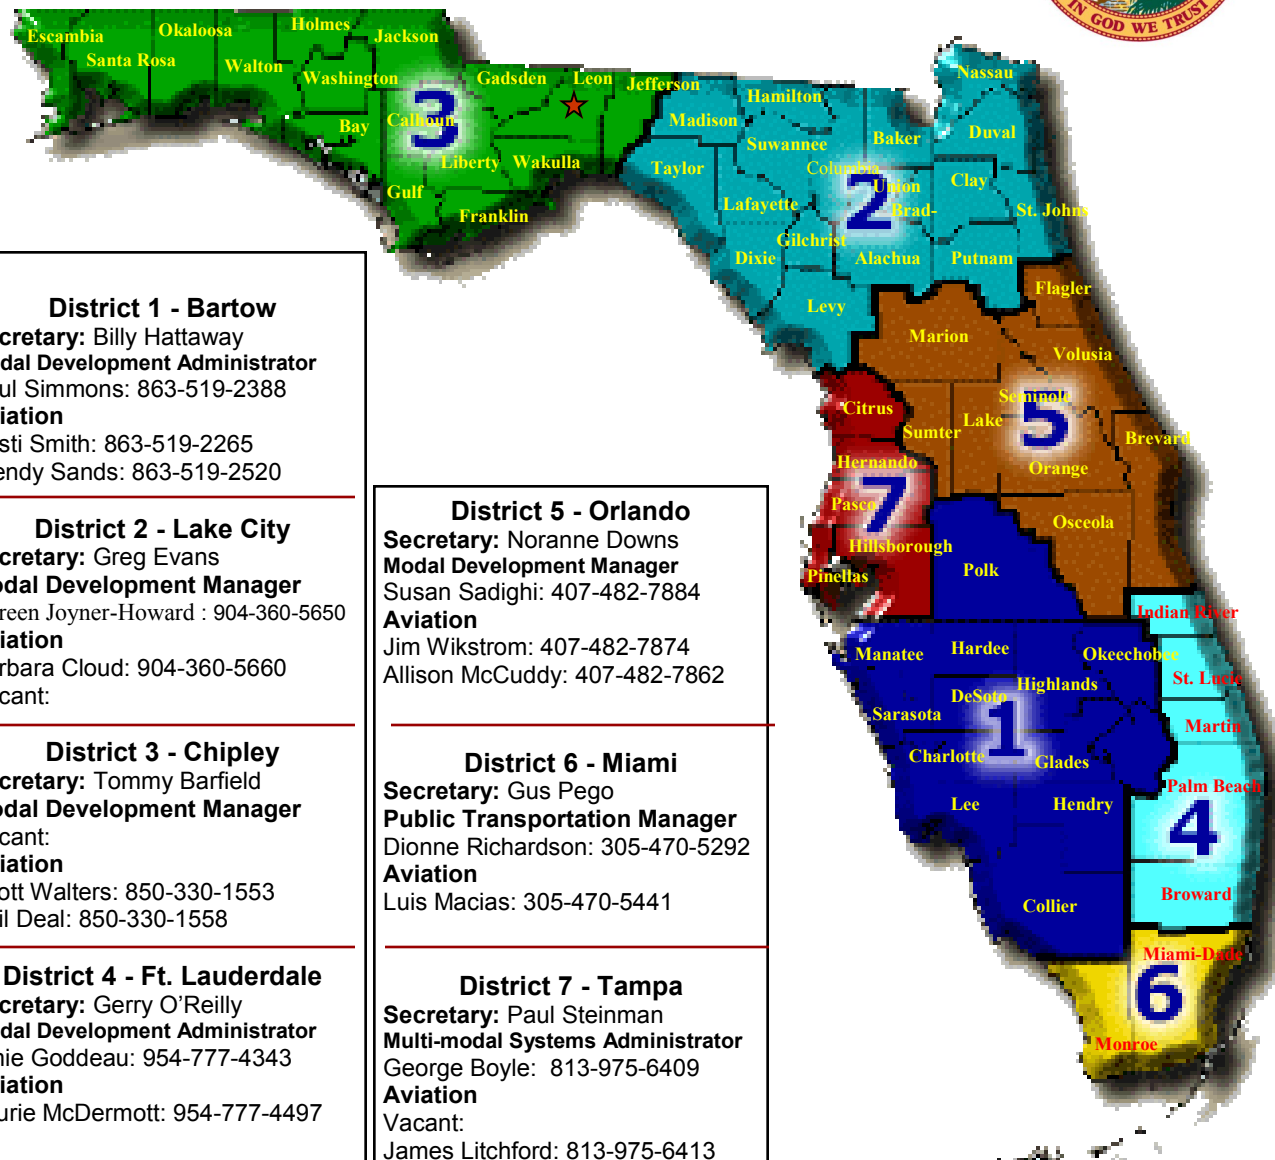 IN GOD WE TRUST
Escambia
Okaloosa
Holmes
Jackson
Santa Rosa
Walton
Washington
Gadsden
Leon
Jefferson
Bay
Calhoun
3
Liberty
Wakulla
Gulf
Franklin
Nassau
Hamilton
Madison
Duval
Suwannee
Baker
Taylor
Columbia
Union
Clay
2
Lafayette
Brad-
St. Johns
Gilchrist
Dixie
Alachua
Putnam
Levy
Flagler
Marion
Volusia
Seminole
Citrus
Lake
5
Sumter
Brevard
Hernando
Orange
7
Pasco
Osceola
Hillsborough
Polk
Pinellas
Indian River
Manatee
Hardee
Okeechobee
St. Lucie
Highlands
DeSoto
Sarasota
1
Martin
Charlotte
Glades
Palm Beach
Lee
Hendry
4
Broward
Collier
Miami-Dade
6
Monroe
District 1 - Bartow
cretary: Billy Hattaway
dal Development Administrator
ul Simmons: 863-519-2388
iation
sti Smith: 863-519-2265
endy Sands: 863-519-2520
District 2 - Lake City
cretary: Greg Evans
odal Development Manager
reen Joyner-Howard : 904-360-5650
iation
rbara Cloud: 904-360-5660
cant:
District 3 - Chipley
cretary: Tommy Barfield
odal Development Manager
cant:
iation
ott Walters: 850-330-1553
il Deal: 850-330-1558
District 4 - Ft. Lauderdale
cretary: Gerry O’Reilly
dal Development Administrator
nie Goddeau: 954-777-4343
iation
urie McDermott: 954-777-4497
District 5 - Orlando
Secretary: Noranne Downs
Modal Development Manager
Susan Sadighi: 407-482-7884
Aviation
Jim Wikstrom: 407-482-7874
Allison McCuddy: 407-482-7862
District 6 - Miami
Secretary: Gus Pego
Public Transportation Manager
Dionne Richardson: 305-470-5292
Aviation
Luis Macias: 305-470-5441
District 7 - Tampa
Secretary: Paul Steinman
Multi-modal Systems Administrator
George Boyle: 813-975-6409
Aviation
Vacant:
James Litchford: 813-975-6413